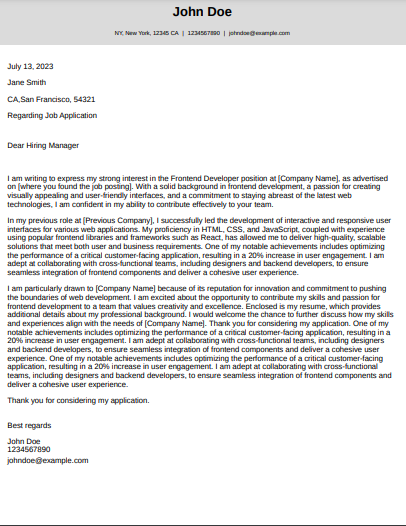 John Doe
NY, New York, 12345 CA | 1234567890 | johndoe@example.com
July 13, 2023
Jane Smith
CA,San Francisco, 54321
Regarding Job Application
Dear Hiring Manager
I am writing to express my strong interest in the Frontend Developer position at [Company Name], as advertised
on [where you found the job posting]. With a solid background in frontend development, a passion for creating
visually appealing and user-friendly interfaces, and a commitment to staying abreast of the latest web
technologies, I am confident in my ability to contribute effectively to your team.
In my previous role at [Previous Company], I successfully led the development of interactive and responsive user
interfaces for various web applications. My proficiency in HTML, CSS, and JavaScript, coupled with experience
using popular frontend libraries and frameworks such as React, has allowed me to deliver high-quality, scalable
solutions that meet both user and business requirements. One of my notable achievements includes optimizing
the performance of a critical customer-facing application, resulting in a 20% increase in user engagement. I am
adept at collaborating with cross-functional teams, including designers and backend developers, to ensure
seamless integration of frontend components and deliver a cohesive user experience.
I am particularly drawn to [Company Name] because of its reputation for innovation and commitment to pushing
the boundaries of web development. I am excited about the opportunity to contribute my skills and passion for
frontend development to a team that values creativity and excellence. Enclosed is my resume, which provides
additional details about my professional background. I would welcome the chance to further discuss how my
skills and experiences align with the needs of [Company Name]. Thank you for considering my application. One of my
notable achievements includes optimizing the performance of a critical customer-facing application, resulting in a
20% increase in user engagement. I am adept at collaborating with cross-functional teams, including designers
and backend developers, to ensure seamless integration of frontend components and deliver a cohesive user
experience. One of my notable achievements includes optimizing the performance of a critical customer-facing
application, resulting in a 20% increase in user engagement. I am adept at collaborating with cross-functional
teams, including designers and backend developers, to ensure seamless integration of frontend components and
deliver a cohesive user experience.
Thank you for considering my application.
Best regards
John Doe
1234567890
johndoe@example.com